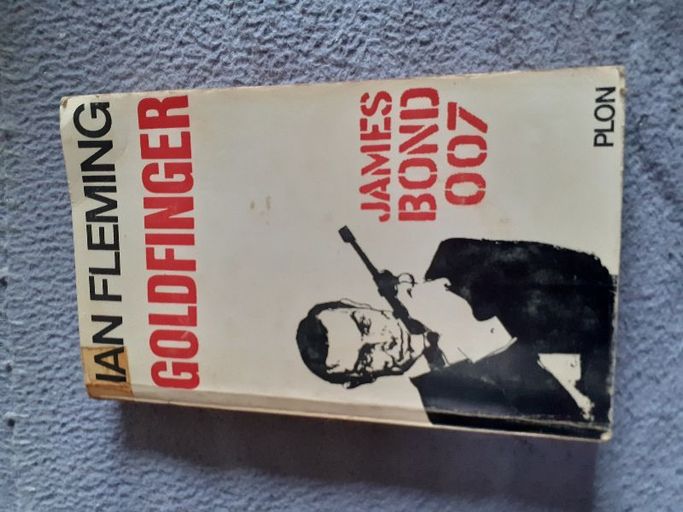 IAN FLEMING
GOLDFINGER
JAMES
BOND
007
PLON